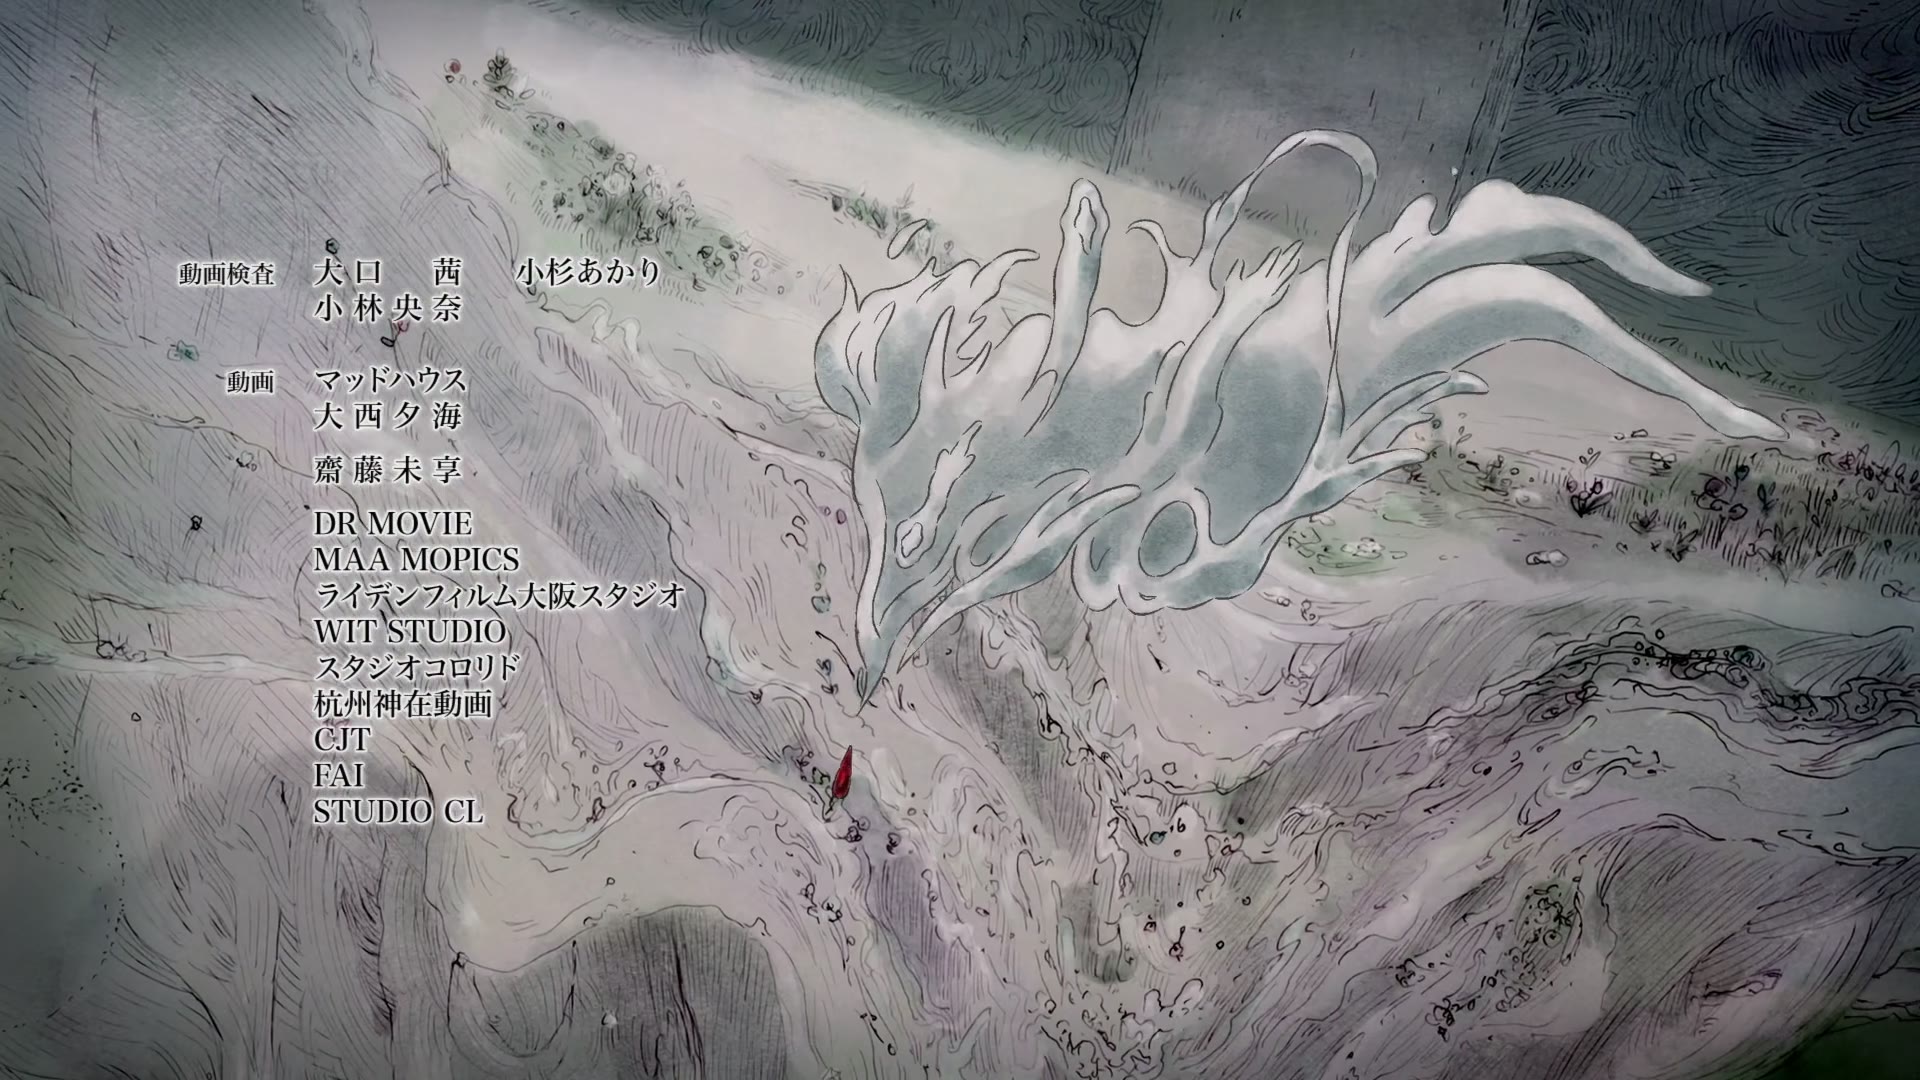 動画検査 大口 茜 小杉あかり
小林央奈
動画 マッドハウス
大西夕海
齋藤未享
DR MOVIE
MAA MOPICS
ライデンフィルム大阪スタジオ
WIT STUDIO
スタジオコロリド
杭州神在動画
CJT
FAI
STUDIO CL